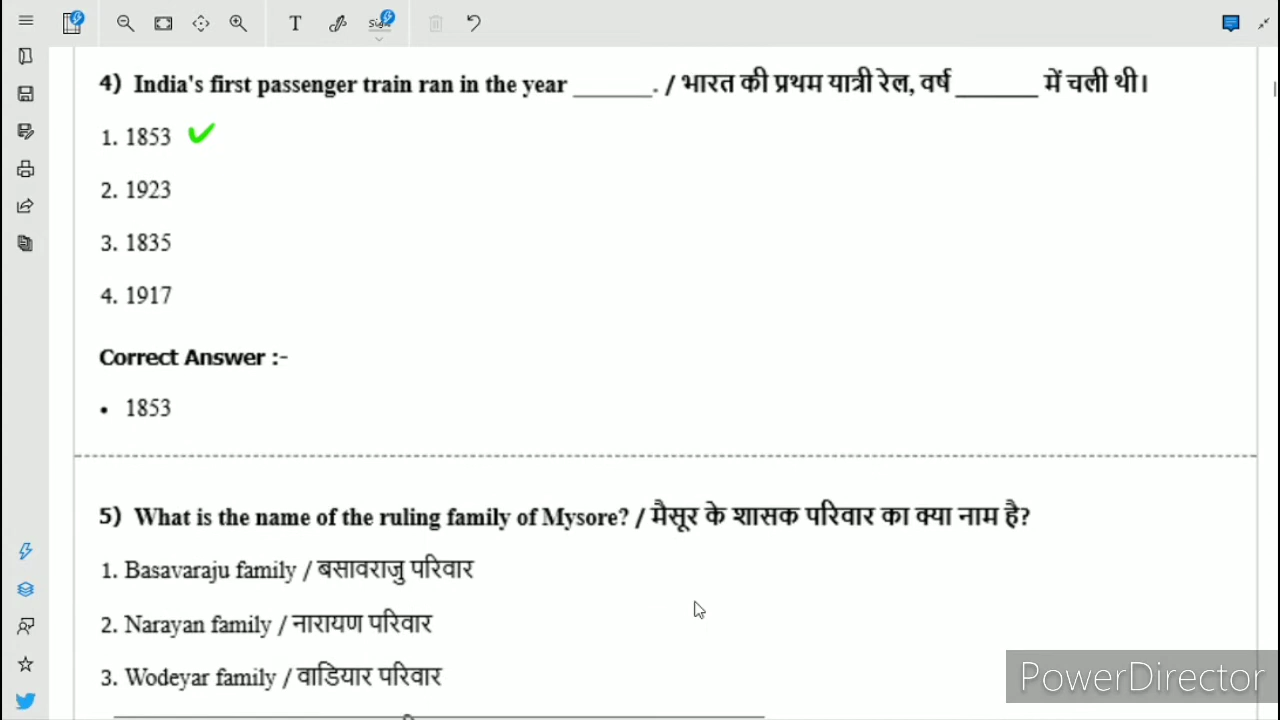 Sign
4) India's first passenger train ran in the year _______. / भारत की प्रथम यात्री रेल, वर्ष _______ में चली थी।
1. 1853
2. 1923
3. 1835
4. 1917
Correct Answer :-
• 1853
5) What is the name of the ruling family of Mysore? / मैसूर के शासक परिवार का क्या नाम है?
1. Basavaraju family / बसावराजु परिवार
2. Narayan family / नारायण परिवार
3. Wodeyar family / वाडियार परिवार
PowerDirector